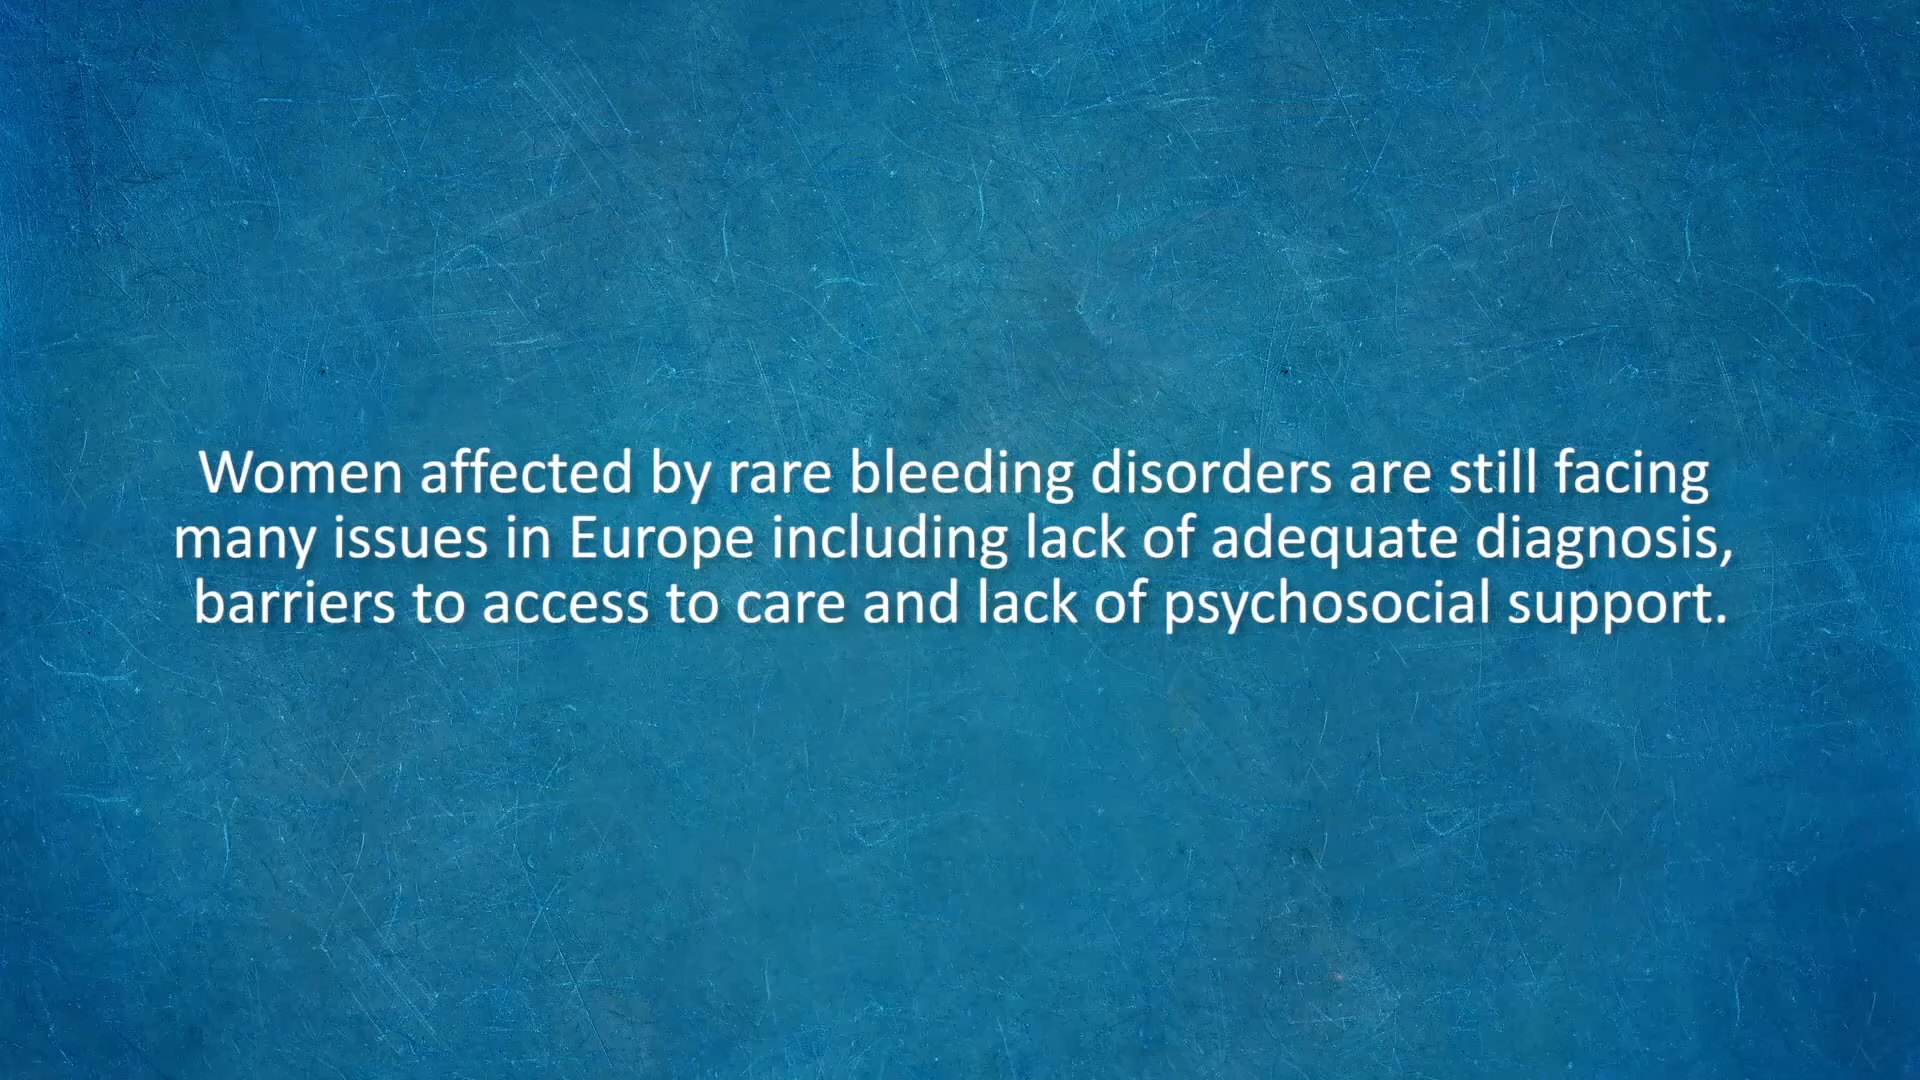 Women affected by rare bleeding disorders are still facing
many issues in Europe including lack of adequate diagnosis,
barriers to access to care and lack of psychosocial support.